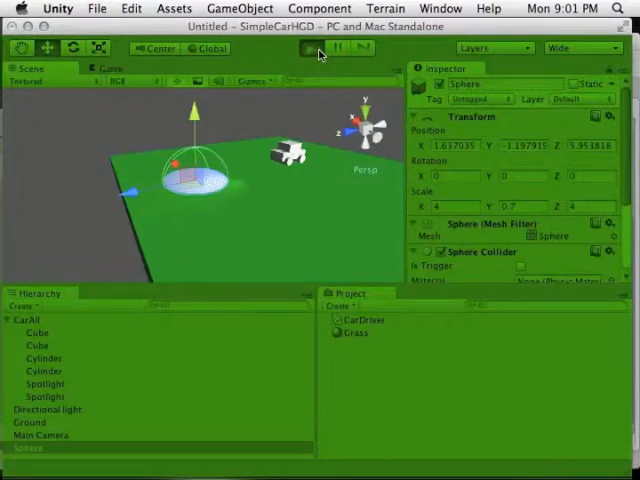 Unity File Edit Assets GameObject Component Terrain Window Help Mon 9:01 PM
Untitled - SimpleCarHGD - PC and Mac Standalone
Center Global Layers Wide
Scene Game Inspector
Textured RGB Gizmos All
Sphere Static
Tag Untagged Layer Default
Transform
Position
X 1.637035 Y -1.197919 Z 5.953818
Rotation
X 0 Y 0 Z 0
Scale
X 4 Y 0.7 Z 4
y
x
z
Persp
Sphere (Mesh Filter)
Mesh Sphere
Sphere Collider
Is Trigger
Material
Hierarchy Project
Create All Create All
CarAll
Cube
Cube
Cylinder
Cylinder
Spotlight
Spotlight
Directional light
Ground
Main Camera
Sphere
CarDriver
Grass